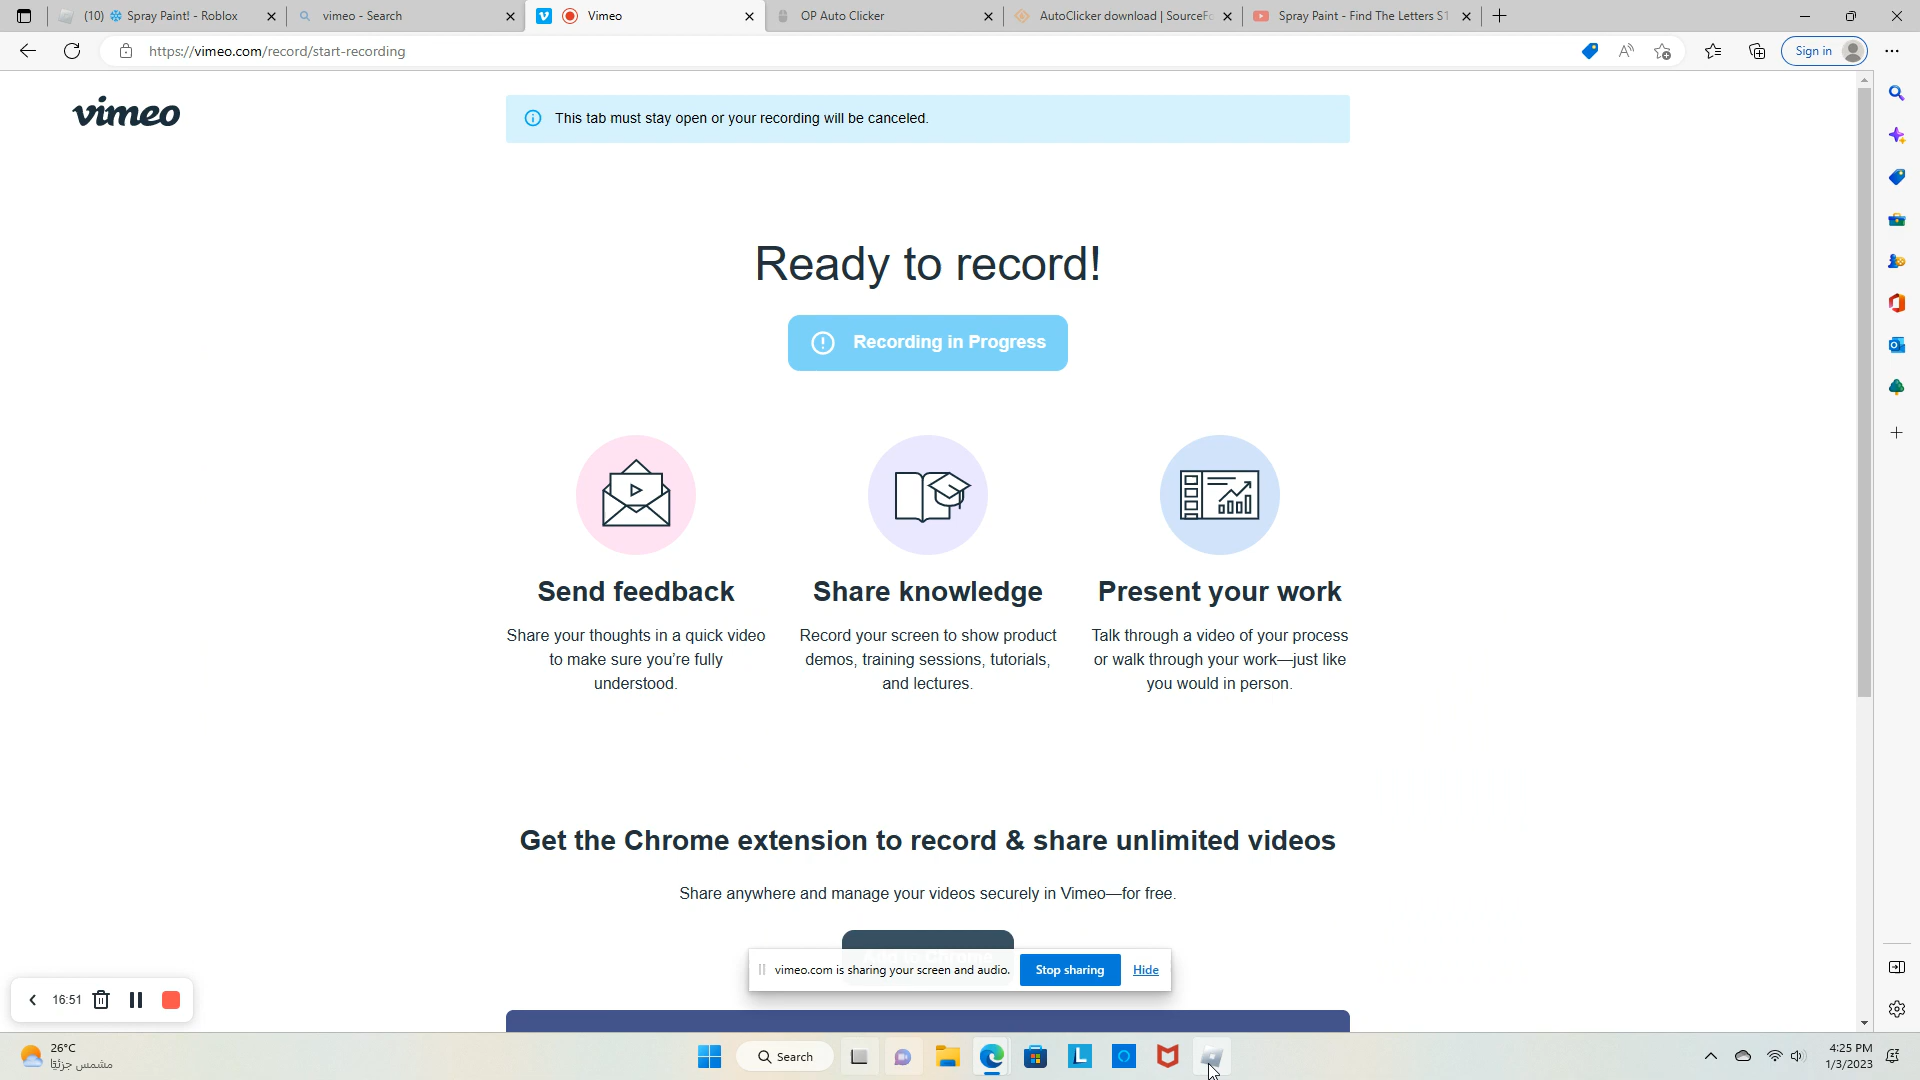 (10) ❄ Spray Paint! - Roblox
vimeo - Search
Vimeo
OP Auto Clicker
AutoClicker download | SourceFo
Spray Paint - Find The Letters S1
https://vimeo.com/record/start-recording
Sign in
vimeo
This tab must stay open or your recording will be canceled.
Ready to record!
Recording in Progress
Send feedback
Share your thoughts in a quick video
to make sure you're fully
understood.
Share knowledge
Record your screen to show product
demos, training sessions, tutorials,
and lectures.
Present your work
Talk through a video of your process
or walk through your work—just like
you would in person.
Get the Chrome extension to record & share unlimited videos
Share anywhere and manage your videos securely in Vimeo—for free.
vimeo.com is sharing your screen and audio.
Stop sharing
Hide
16:51
26°C
مشمس جزئيًا
Search
4:25 PM
1/3/2023